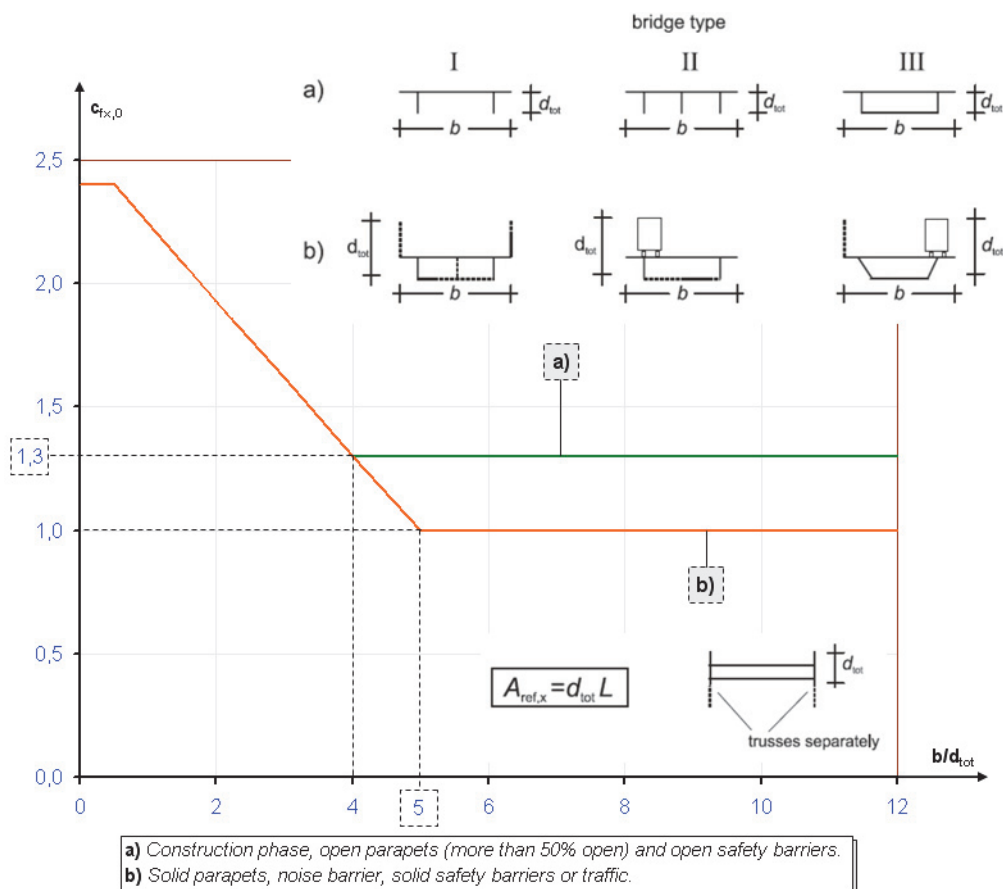 bridge type
I II III
a)
d_tot d_tot d_tot
b b b
b)
d_tot d_tot d_tot
b b b
c_fx,0
2,5
2,0
1,5
1,3
1,0
0,5
0,0
a)
b)
A_ref,x = d_tot L
d_tot
trusses separately
b/d_tot
0 2 4 5 6 8 10 12
a) Construction phase, open parapets (more than 50% open) and open safety barriers.
b) Solid parapets, noise barrier, solid safety barriers or traffic.